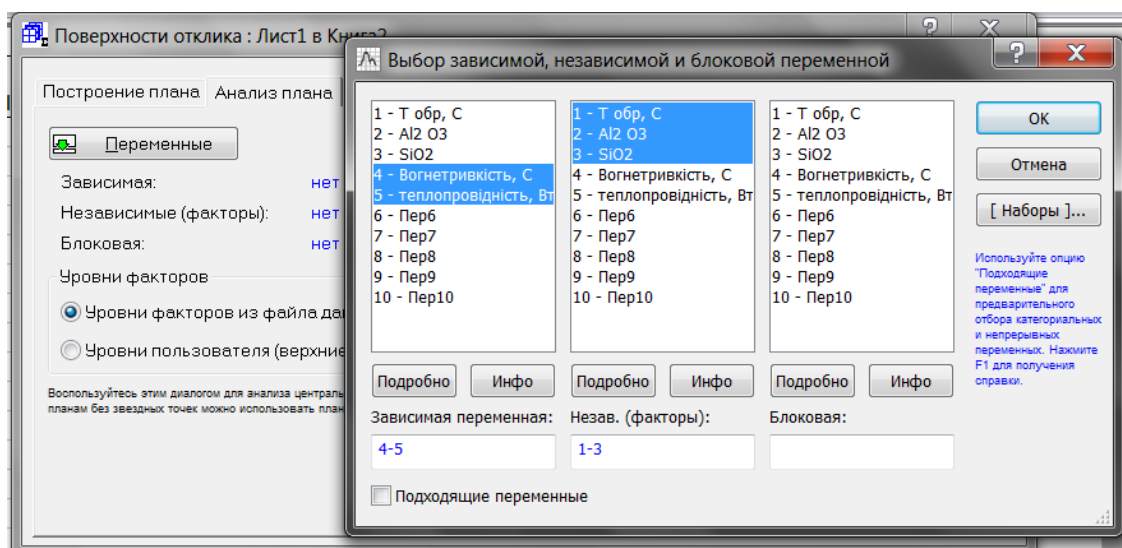 Поверхности отклика : Лист1 в Книга2
Построение плана
Анализ плана
Переменные
Зависимая: нет
Независимые (факторы): нет
Блоковая: нет
Уровни факторов
Уровни факторов из файла да
Уровни пользователя (верхние
Воспользуйтесь этим диалогом для анализа централь
планам без звездных точек можно использовать план
Выбор зависимой, независимой и блоковой переменной
1 - Т обр, С
2 - Al2 O3
3 - SiO2
4 - Вогнетривкість, С
5 - теплопровідність, Вт
6 - Пер6
7 - Пер7
8 - Пер8
9 - Пер9
10 - Пер10
1 - Т обр, С
2 - Al2 O3
3 - SiO2
4 - Вогнетривкість, С
5 - теплопровідність, Вт
6 - Пер6
7 - Пер7
8 - Пер8
9 - Пер9
10 - Пер10
1 - Т обр, С
2 - Al2 O3
3 - SiO2
4 - Вогнетривкість, С
5 - теплопровідність, Вт
6 - Пер6
7 - Пер7
8 - Пер8
9 - Пер9
10 - Пер10
Подробно Инфо Подробно Инфо Подробно Инфо
Зависимая переменная: Незав. (факторы): Блоковая:
4-5 1-3
Подходящие переменные
ОК
Отмена
[ Наборы ]...
Используйте опцию
"Подходящие
переменные" для
предварительного
отбора категориальных
и непрерывных
переменных. Нажмите
F1 для получения
справки.